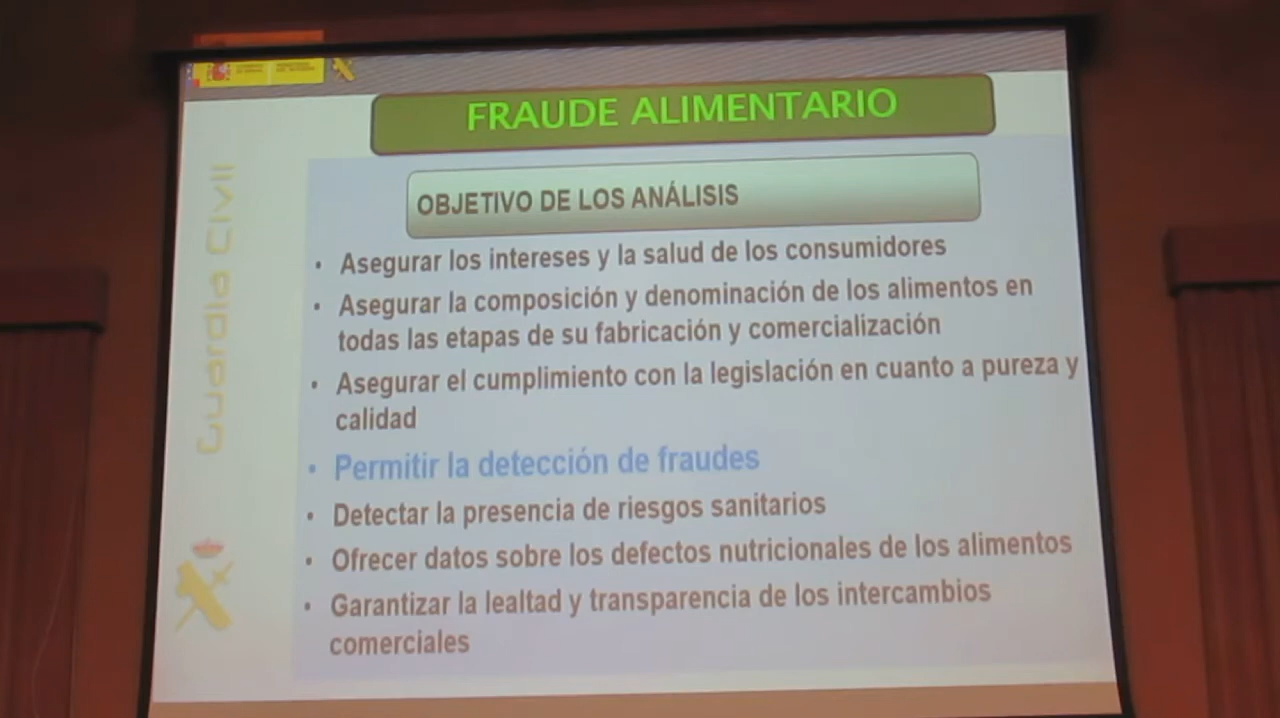 FRAUDE ALIMENTARIO
OBJETIVO DE LOS ANÁLISIS
• Asegurar los intereses y la salud de los consumidores
• Asegurar la composición y denominación de los alimentos en
todas las etapas de su fabricación y comercialización
• Asegurar el cumplimiento con la legislación en cuanto a pureza y
calidad
• Permitir la detección de fraudes
• Detectar la presencia de riesgos sanitarios
• Ofrecer datos sobre los defectos nutricionales de los alimentos
• Garantizar la lealtad y transparencia de los intercambios
comerciales
Guardia Civil